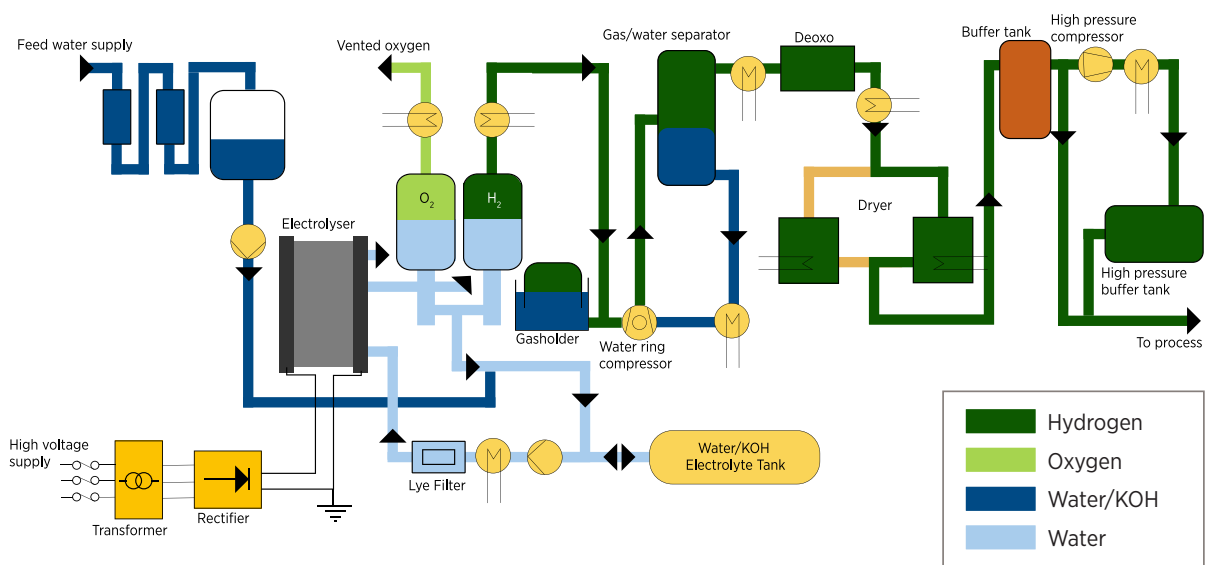 Feed water supply
Vented oxygen
Gas/water separator
Deoxo
Buffer tank
High pressure
compressor
O2
H2
Electrolyser
Dryer
Gasholder
Water ring
compressor
High pressure
buffer tank
To process
High voltage
supply
Transformer
Rectifier
Lye Filter
Water/KOH
Electrolyte Tank
Hydrogen
Oxygen
Water/KOH
Water